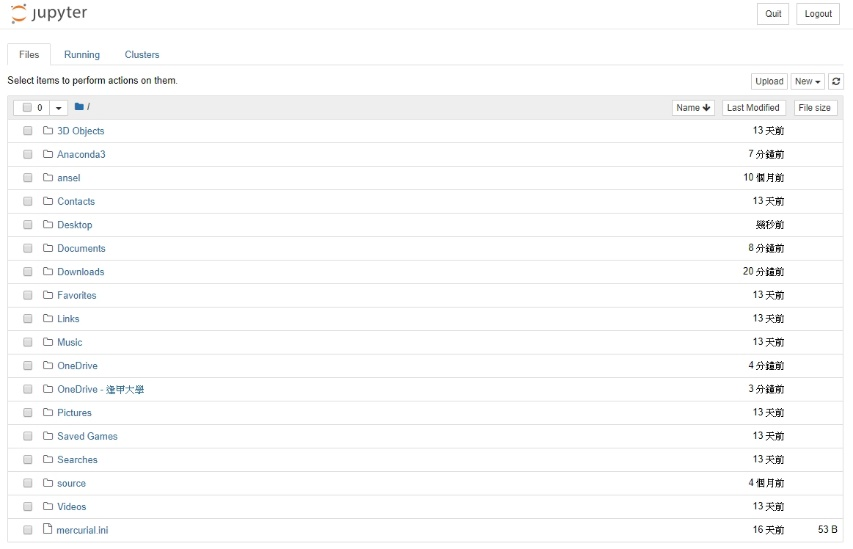 jupyter Quit Logout
Files Running Clusters
Select items to perform actions on them. Upload New
0 / Name Last Modified File size
3D Objects 13 天前
Anaconda3 7 分鐘前
ansel 10 個月前
Contacts 13 天前
Desktop 幾秒前
Documents 8 分鐘前
Downloads 20 分鐘前
Favorites 13 天前
Links 13 天前
Music 13 天前
OneDrive 4 分鐘前
OneDrive - 逢甲大學 3 分鐘前
Pictures 13 天前
Saved Games 13 天前
Searches 13 天前
source 4 個月前
Videos 13 天前
mercurial.ini 16 天前 53 B